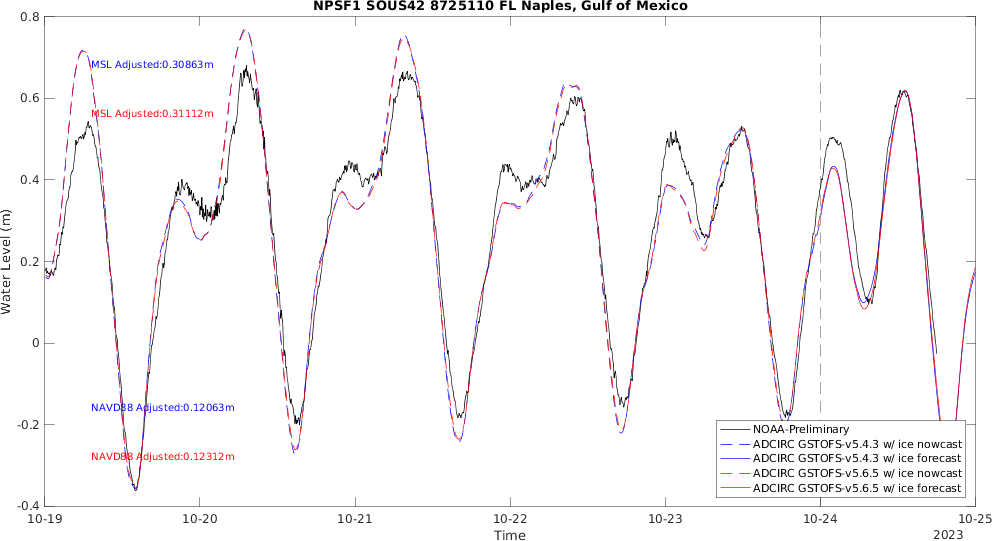 NPSF1 SOUS42 8725110 FL Naples, Gulf of Mexico
0.8
0.6
0.4
0.2
0
-0.2
-0.4
Water Level (m)
MSL Adjusted:0.30863m
MSL Adjusted:0.31112m
NAVD88 Adjusted:0.12063m
NAVD88 Adjusted:0.12312m
NOAA-Preliminary
ADCIRC GSTOFS-v5.4.3 w/ ice nowcast
ADCIRC GSTOFS-v5.4.3 w/ ice forecast
ADCIRC GSTOFS-v5.6.5 w/ ice nowcast
ADCIRC GSTOFS-v5.6.5 w/ ice forecast
10-19 10-20 10-21 10-22 10-23 10-24 10-25
Time
2023